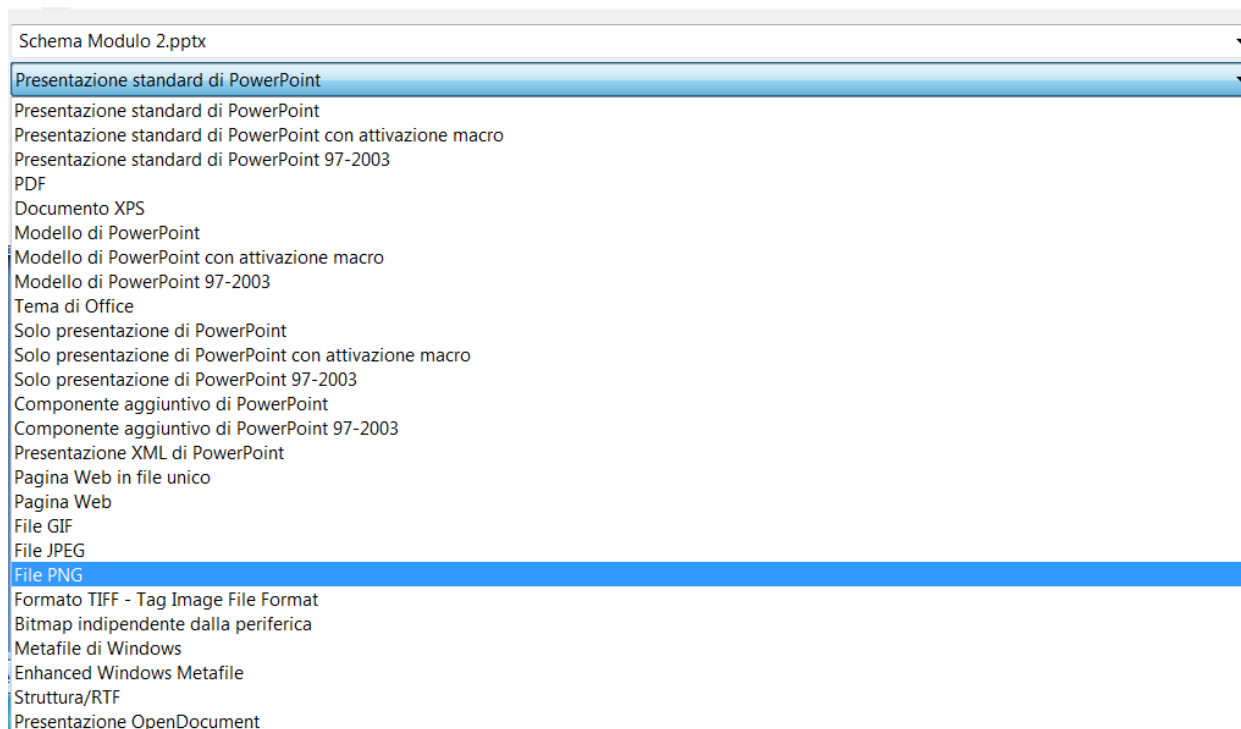 Schema Modulo 2.pptx
Presentazione standard di PowerPoint
Presentazione standard di PowerPoint
Presentazione standard di PowerPoint con attivazione macro
Presentazione standard di PowerPoint 97-2003
PDF
Documento XPS
Modello di PowerPoint
Modello di PowerPoint con attivazione macro
Modello di PowerPoint 97-2003
Tema di Office
Solo presentazione di PowerPoint
Solo presentazione di PowerPoint con attivazione macro
Solo presentazione di PowerPoint 97-2003
Componente aggiuntivo di PowerPoint
Componente aggiuntivo di PowerPoint 97-2003
Presentazione XML di PowerPoint
Pagina Web in file unico
Pagina Web
File GIF
File JPEG
File PNG
Formato TIFF - Tag Image File Format
Bitmap indipendente dalla periferica
Metafile di Windows
Enhanced Windows Metafile
Struttura/RTF
Presentazione OpenDocument